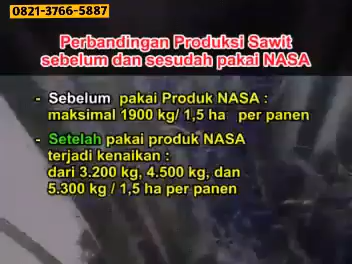 0821-3766-5887
Perbandingan Produksi Sawit
sebelum dan sesudah pakai NASA
- Sebelum pakai Produk NASA :
maksimal 1900 kg/ 1,5 ha per panen
- Setelah pakai produk NASA
terjadi kenaikan :
dari 3.200 kg, 4.500 kg, dan
5.300 kg / 1,5 ha per panen